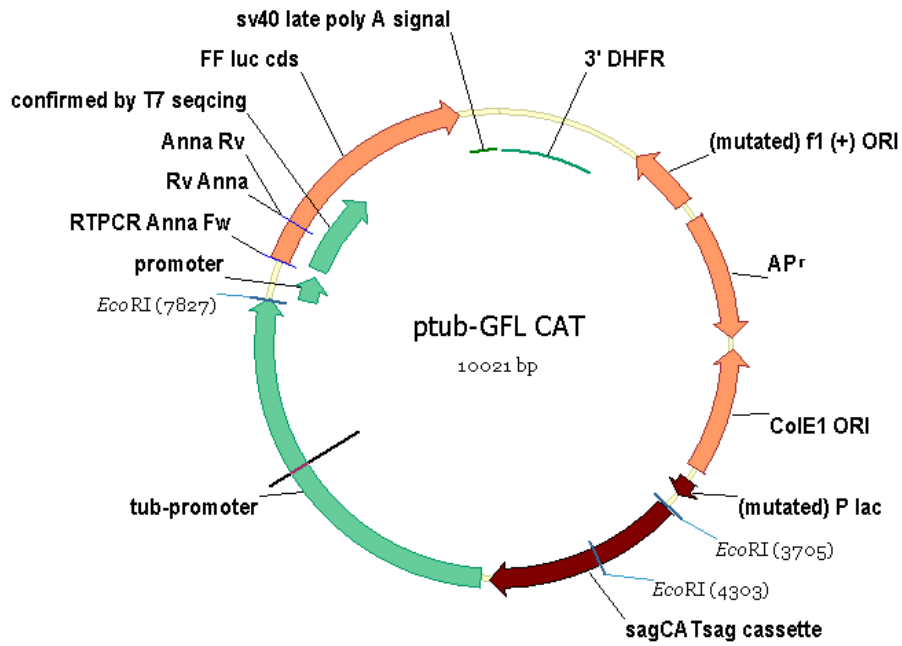 sv40 late poly A signal
FF luc cds
3' DHFR
confirmed by T7 seqcing
Anna Rv
(mutated) f1 (+) ORI
Rv Anna
RTPCR Anna Fw
promoter
APr
EcoRI (7827)
ptub-GFL CAT
10021 bp
ColE1 ORI
tub-promoter
(mutated) P lac
EcoRI (3705)
EcoRI (4303)
sagCATsag cassette